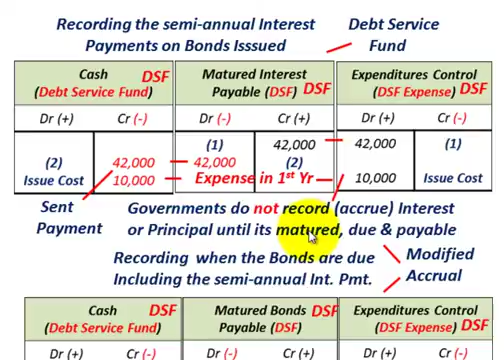 Recording the semi-annual Interest
Payments on Bonds Isssued
Debt Service
Fund
Cash DSF
(Debt Service Fund)
Matured Interest
Payable (DSF) DSF
Expenditures Control
(DSF Expense) DSF
Dr (+) Cr (-) Dr (-) Cr (+) Dr (+) Cr (-)
(1) 42,000 42,000 (1)
(2) 42,000 42,000 (2)
Issue Cost 10,000 Expense in 1st Yr 10,000 Issue Cost
Sent
Payment
Governments do not record (accrue) Interest
or Principal until its matured, due & payable
Recording when the Bonds are due
Including the semi-annual Int. Pmt.
Modified
Accrual
Cash DSF
(Debt Service Fund)
Matured Bonds
Payable (DSF) DSF
Expenditures Control
(DSF Expense) DSF
Dr (+) Cr (-) Dr (-) Cr (+) Dr (+) Cr (-)